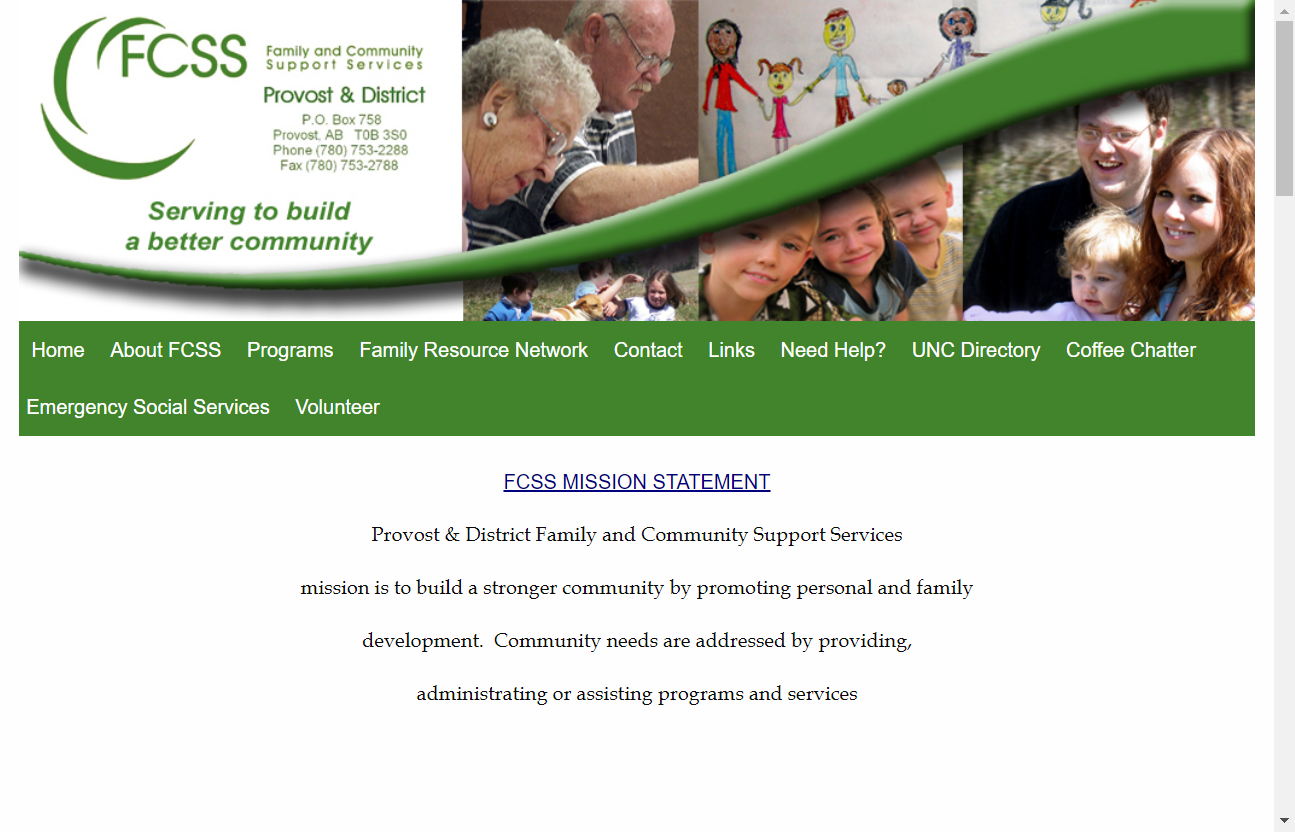 FCSS
Family and Community
Support Services
Provost & District
P.O. Box 758
Provost, AB T0B 3S0
Phone (780) 753-2288
Fax (780) 753-2788
Serving to build
a better community
Home About FCSS Programs Family Resource Network Contact Links Need Help? UNC Directory Coffee Chatter
Emergency Social Services Volunteer
FCSS MISSION STATEMENT
Provost & District Family and Community Support Services
mission is to build a stronger community by promoting personal and family
development. Community needs are addressed by providing,
administrating or assisting programs and services